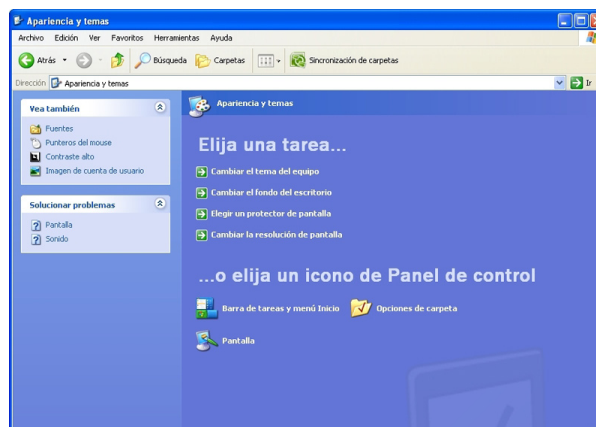 Apariencia y temas
Archivo Edición Ver Favoritos Herramientas Ayuda
Atrás Búsqueda Carpetas Sincronización de carpetas
Dirección Apariencia y temas Ir
Vea también
Fuentes
Punteros del mouse
Contraste alto
Imagen de cuenta de usuario
Solucionar problemas
Pantalla
Sonido
Apariencia y temas
Elija una tarea...
Cambiar el tema del equipo
Cambiar el fondo del escritorio
Elegir un protector de pantalla
Cambiar la resolución de pantalla
...o elija un icono de Panel de control
Barra de tareas y menú Inicio Opciones de carpeta
Pantalla